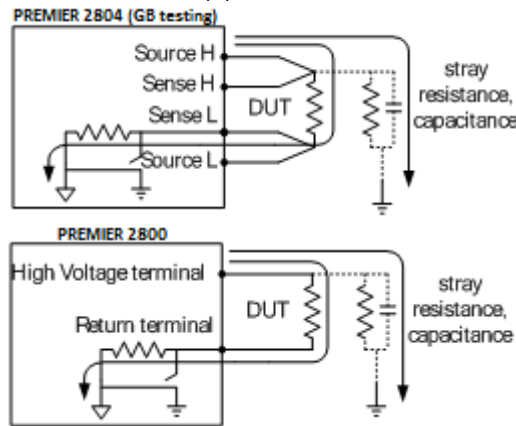 PREMIER 2804 (GB testing)
Source H
Sense H
Sense L
DUT
Source L
stray
resistance,
capacitance
PREMIER 2800
High Voltage terminal
DUT
Return terminal
stray
resistance,
capacitance